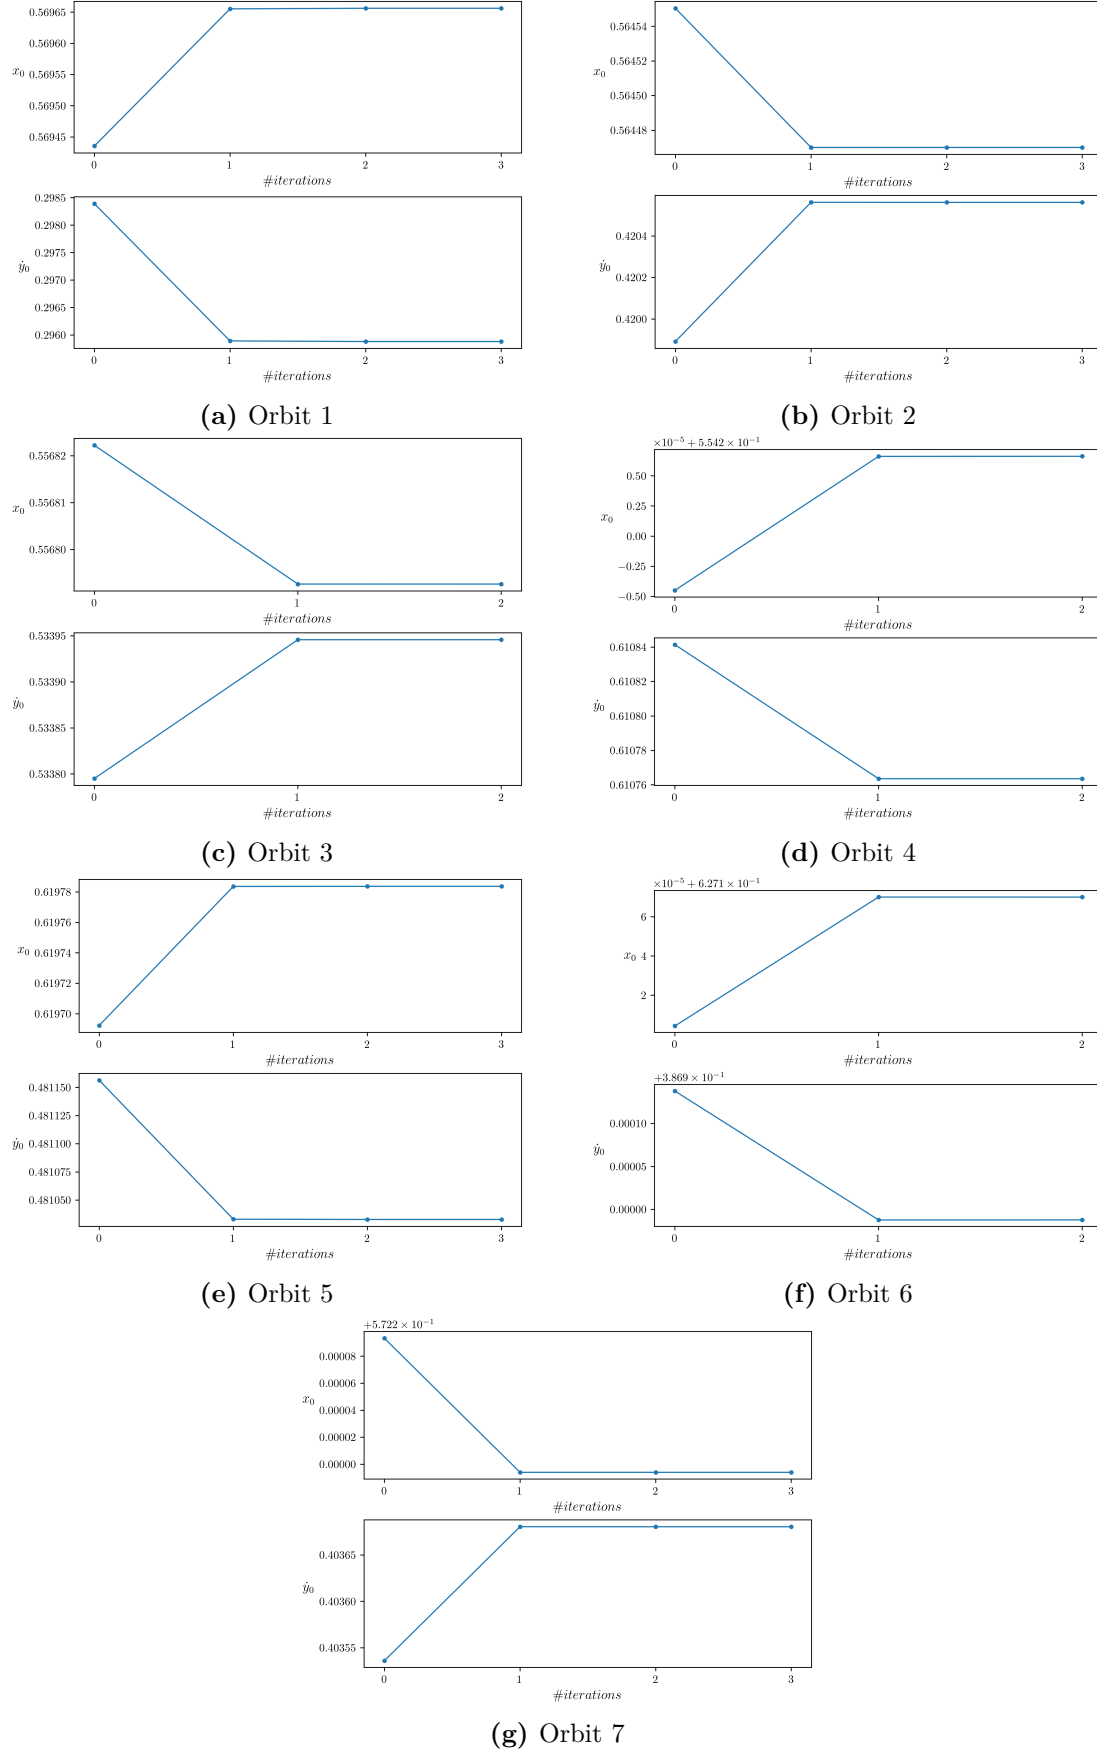 0.56965
0.56960
0.56955
0.56950
0.56945
x₀
0 1 2 3
#iterations
0.2985
0.2980
0.2975
0.2970
0.2965
0.2960
ẏ₀
0 1 2 3
#iterations
(a) Orbit 1
0.56454
0.56452
0.56450
0.56448
x₀
0 1 2 3
#iterations
0.4204
0.4202
0.4200
ẏ₀
0 1 2 3
#iterations
(b) Orbit 2
0.55682
0.55681
0.55680
x₀
0 1 2
#iterations
0.53395
0.53390
0.53385
0.53380
ẏ₀
0 1 2
#iterations
(c) Orbit 3
×10⁻⁵ + 5.542 × 10⁻¹
0.50
0.25
0.00
−0.25
−0.50
x₀
0 1 2
#iterations
0.61084
0.61082
0.61080
0.61078
0.61076
ẏ₀
0 1 2
#iterations
(d) Orbit 4
0.61978
0.61976
0.61974
0.61972
0.61970
x₀
0 1 2 3
#iterations
0.481150
0.481125
0.481100
0.481075
0.481050
ẏ₀
0 1 2 3
#iterations
(e) Orbit 5
×10⁻⁵ + 6.271 × 10⁻¹
6
4
2
x₀
0 1 2
#iterations
+3.869 × 10⁻¹
0.00010
0.00005
0.00000
ẏ₀
0 1 2
#iterations
(f) Orbit 6
+5.722 × 10⁻¹
0.00008
0.00006
0.00004
0.00002
0.00000
x₀
0 1 2 3
#iterations
0.40365
0.40360
0.40355
ẏ₀
0 1 2 3
#iterations
(g) Orbit 7